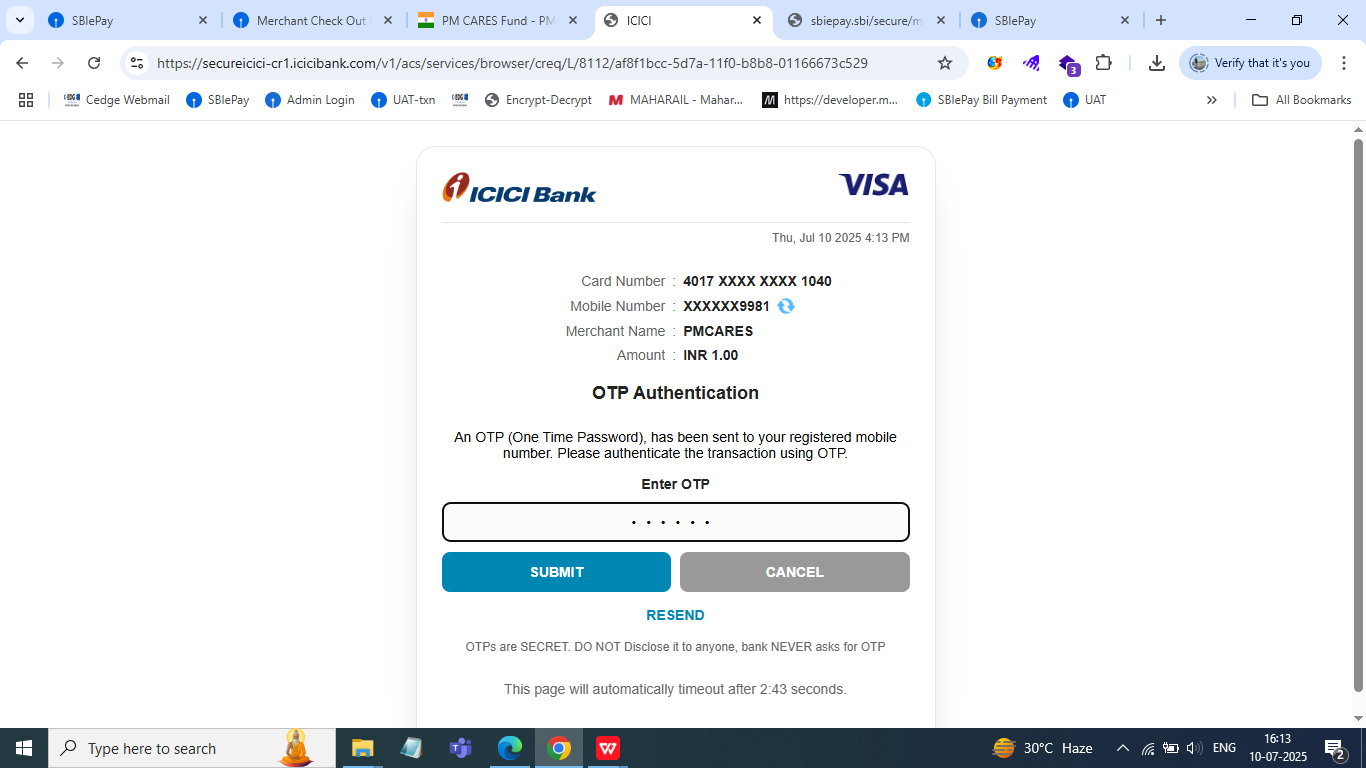 SBIePay
Merchant Check Out
PM CARES Fund - PM
ICICI
sbiepay.sbi/secure/m
SBIePay
https://secureicici-cr1.icicibank.com/v1/acs/services/browser/creq/L/8112/af8f1bcc-5d7a-11f0-b8b8-01166673c529
3
Verify that it's you
Cedge Webmail
SBIePay
Admin Login
UAT-txn
Encrypt-Decrypt
MAHARAIL - Mahar...
https://developer.m...
SBIePay Bill Payment
UAT
All Bookmarks
ICICI Bank
VISA
Thu, Jul 10 2025 4:13 PM
Card Number : 4017 XXXX XXXX 1040
Mobile Number : XXXXXX9981
Merchant Name : PMCARES
Amount : INR 1.00
OTP Authentication
An OTP (One Time Password), has been sent to your registered mobile
number. Please authenticate the transaction using OTP.
Enter OTP
SUBMIT
CANCEL
RESEND
OTPs are SECRET. DO NOT Disclose it to anyone, bank NEVER asks for OTP
This page will automatically timeout after 2:43 seconds.
Type here to search
30°C Haze
ENG
16:13
10-07-2025
2